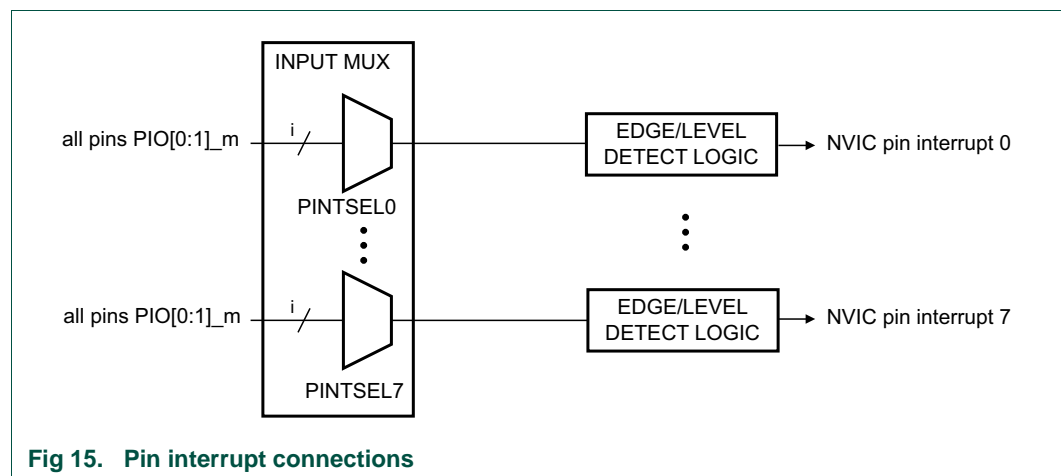 INPUT MUX
all pins PIO[0:1]_m
i
PINTSEL0
EDGE/LEVEL
DETECT LOGIC
NVIC pin interrupt 0
all pins PIO[0:1]_m
i
PINTSEL7
EDGE/LEVEL
DETECT LOGIC
NVIC pin interrupt 7
Fig 15. Pin interrupt connections